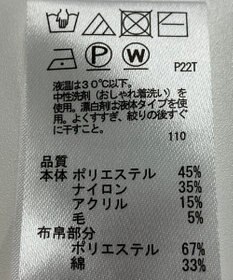 P W P22T
液温は30℃以下。
中性洗剤(おしゃれ着洗い)を
使用。漂白剤は液体タイプを使
用。よくすすぎ、絞りの後すぐ
に干すこと。
110
品質
本体 ポリエステル 45%
ナイロン 35%
アクリル 15%
毛 5%
布帛部分
ポリエステル 67%
綿 33%